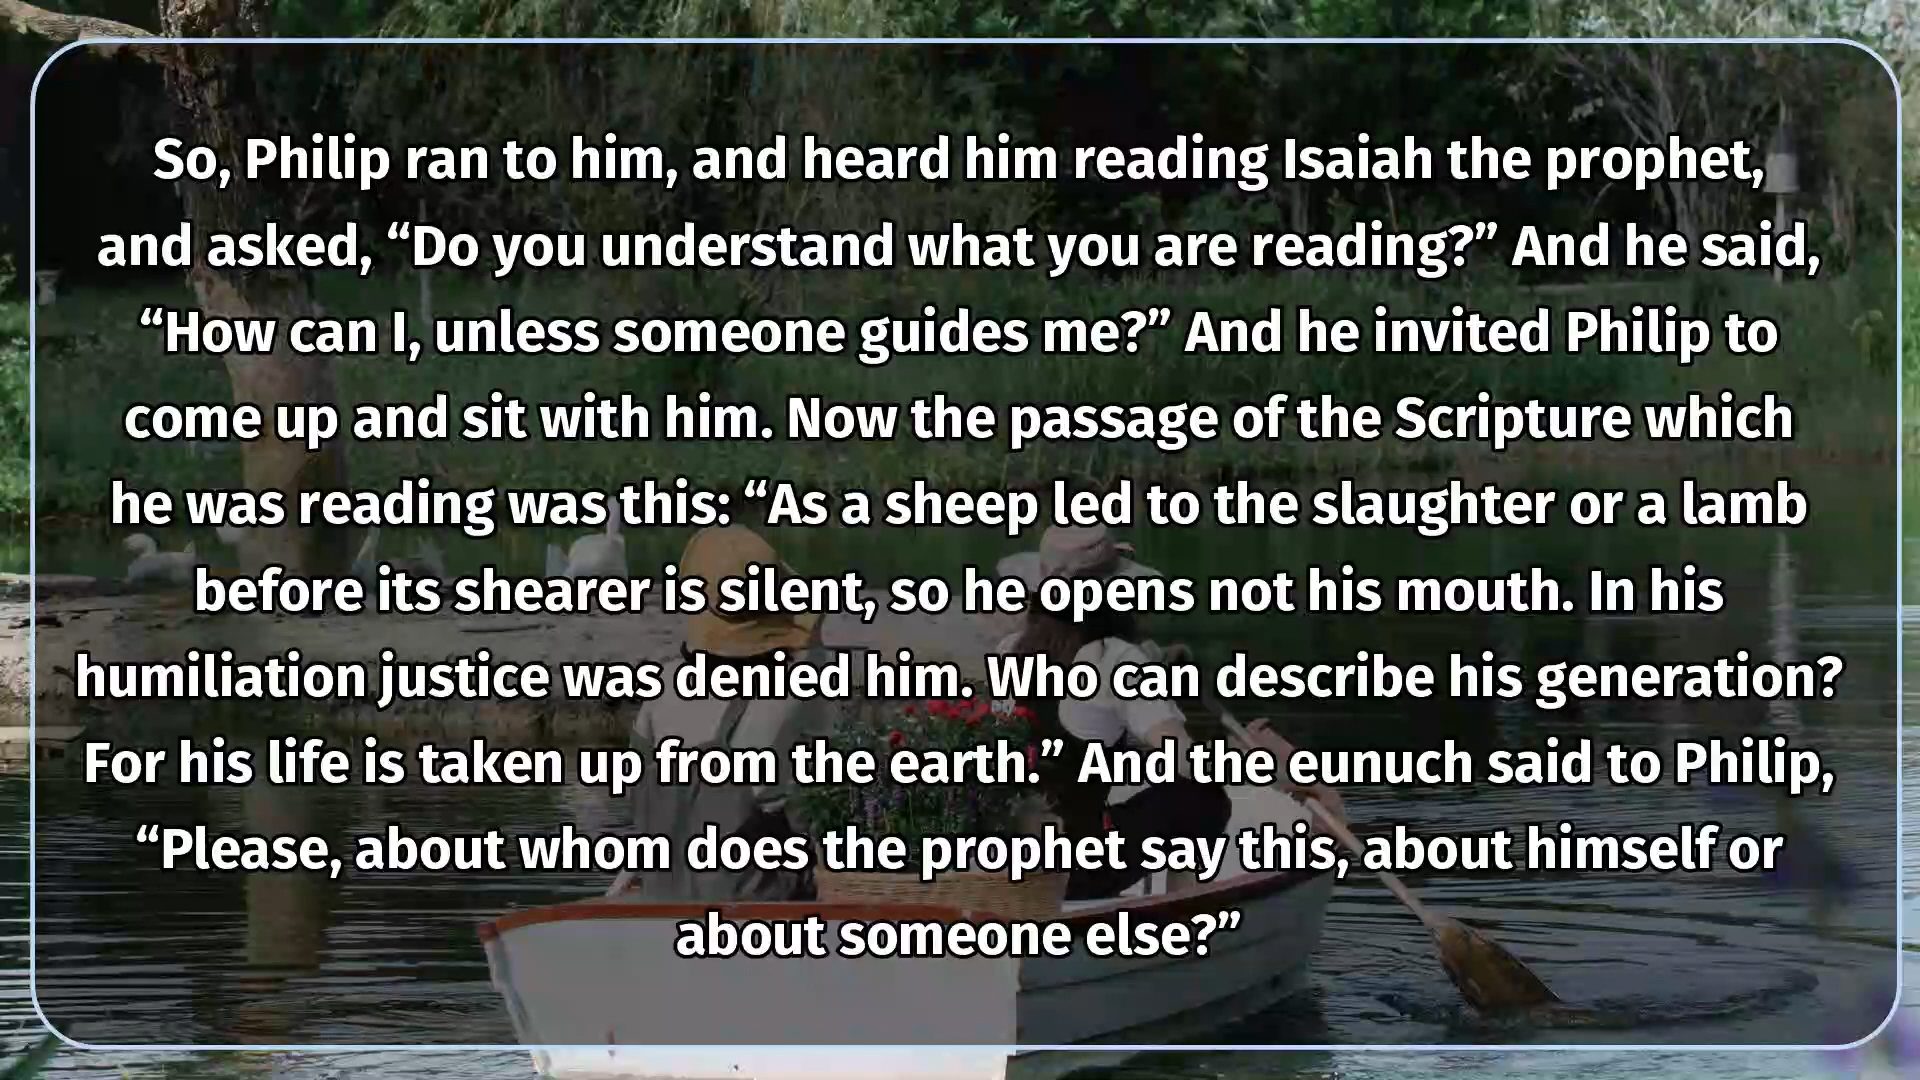 So, Philip ran to him, and heard him reading Isaiah the prophet,
and asked, “Do you understand what you are reading?” And he said,
“How can I, unless someone guides me?” And he invited Philip to
come up and sit with him. Now the passage of the Scripture which
he was reading was this: “As a sheep led to the slaughter or a lamb
before its shearer is silent, so he opens not his mouth. In his
humiliation justice was denied him. Who can describe his generation?
For his life is taken up from the earth.” And the eunuch said to Philip,
“Please, about whom does the prophet say this, about himself or
about someone else?”